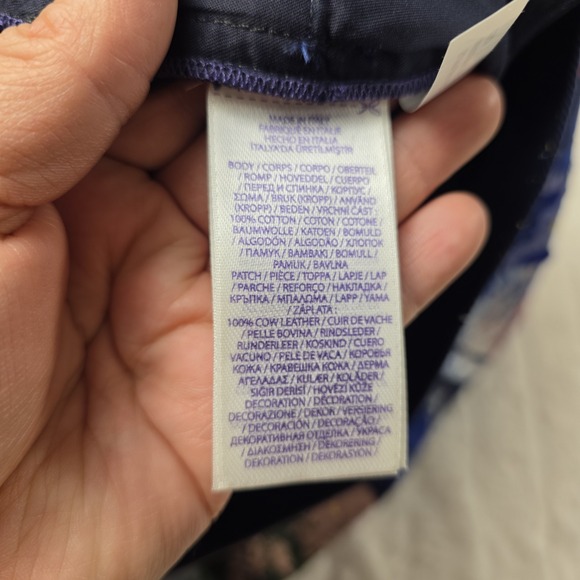 MADE IN ITALY
FABRIQUÉ EN ITALIE
HECHO EN ITALIA
İTALYA'DA ÜRETİLMİŞTİR
BODY / CORPS / CORPO / OBERTEIL
/ ROMP / HOVEDDEL / CUERPO
/ ПЕРЕД И СПИНКА / КОРПУС /
ΣΩΜΑ / BRUK (KROPP) / ANVÄND
(KROPP) / BEDEN / VRCHNÍ ČÁST :
100% COTTON / COTON / COTONE /
BAUMWOLLE / KATOEN / BOMULD
/ ALGODÓN / ALGODÃO / ХЛОПОК
/ ПАМУК / BAMBAKI / BOMULL /
PAMUK / BAVLNA
PATCH / PIÈCE / TOPPA / LAPJE / LAP
/ PARCHE / REFORÇO / НАКЛАДКА /
КРЪПКА / ΜΠΑΛΩΜΑ / LAPP / YAMA
/ ZÁPLATA :
100% COW LEATHER / CUIR DE VACHE
/ PELLE BOVINA / RINDSLEDER /
RUNDERLEER / KOSKIND / CUERO
VACUNO / PELE DE VACA / КОРОВЬЯ
КОЖА / КРАВЕШКА КОЖА / ΔΕΡΜΑ
ΑΓΕΛΑΔΑΣ / KULÆR / KOLÄDER /
SIĞIR DERİSİ / HOVĚZÍ KŮŽE
DECORATION / DÉCORATION /
DECORAZIONE / DEKOR / VERSIERING
/ DECORACIÓN / DECORAÇÃO /
ДЕКОРАТИВНАЯ ОТДЕЛКА / УКРАСА
/ ΔΙΑΚΟΣΜΗΣΗ / DEKORERING /
DEKORATION / DEKORASYON /